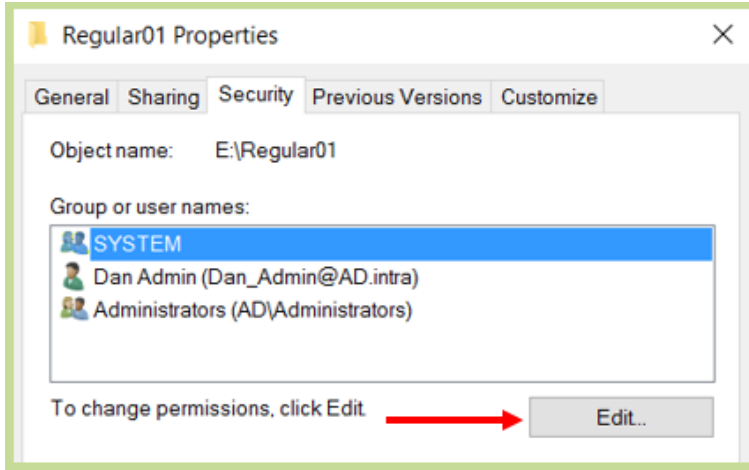 Regular01 Properties
General Sharing Security Previous Versions Customize
Object name: E:\Regular01
Group or user names:
SYSTEM
Dan Admin (Dan_Admin@AD.intra)
Administrators (AD\Administrators)
To change permissions, click Edit.
Edit...